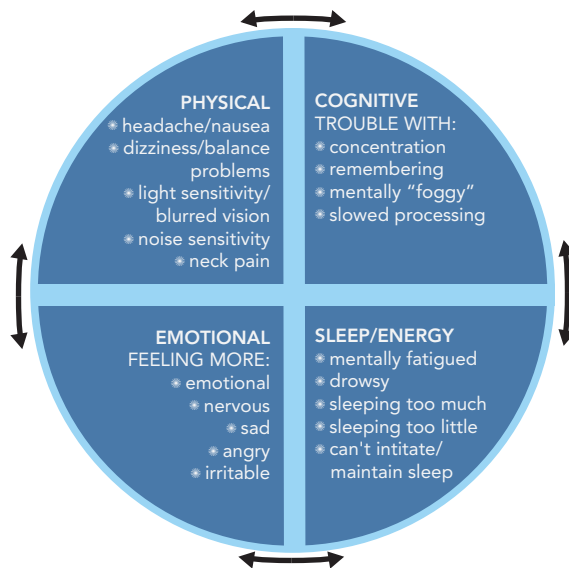 PHYSICAL
headache/nausea
dizziness/balance
problems
light sensitivity/
blurred vision
noise sensitivity
neck pain
COGNITIVE
TROUBLE WITH:
concentration
remembering
mentally “foggy”
slowed processing
EMOTIONAL
FEELING MORE:
emotional
nervous
sad
angry
irritable
SLEEP/ENERGY
mentally fatigued
drowsy
sleeping too much
sleeping too little
can't intitate/
maintain sleep